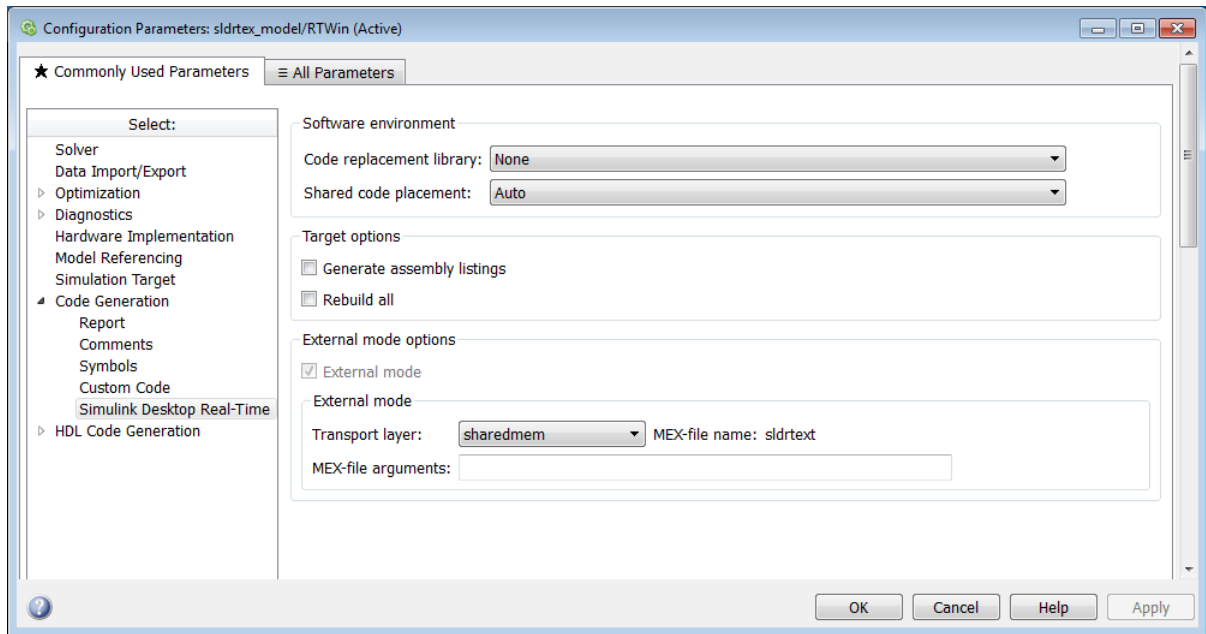 Configuration Parameters: sldrtex_model/RTWin (Active)
★ Commonly Used Parameters
≡ All Parameters
Select:
Solver
Data Import/Export
Optimization
Diagnostics
Hardware Implementation
Model Referencing
Simulation Target
Code Generation
Report
Comments
Symbols
Custom Code
Simulink Desktop Real-Time
HDL Code Generation
Software environment
Code replacement library: None
Shared code placement: Auto
Target options
Generate assembly listings
Rebuild all
External mode options
External mode
External mode
Transport layer: sharedmem MEX-file name: sldrtext
MEX-file arguments:
OK Cancel Help Apply